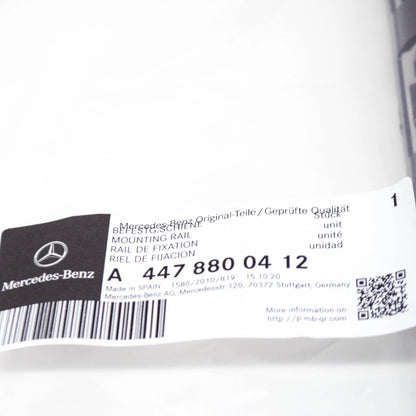 Mercedes-Benz Original-Teile / Geprüfte Qualität
BEFESTG.SCHIENE Stück 1
MOUNTING RAIL unit
RAIL DE FIXATION unité
RIEL DE FIJACION unidad
Mercedes-Benz
A 447 880 04 12
Made in SPAIN 1580/2010/819 15.10.20
Mercedes-Benz AG, Mercedesstr.120, 70372 Stuttgart, Germany
More information on
http://p.mb-qr.com